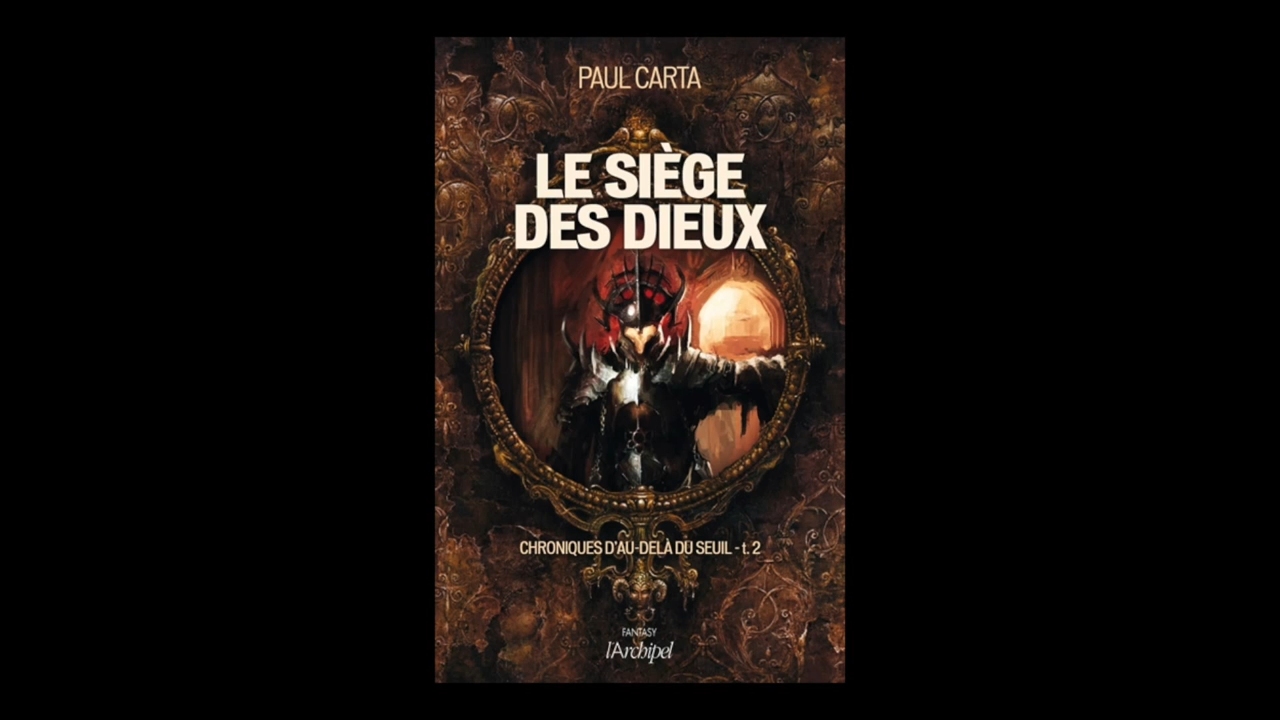 PAUL CARTA
LE SIÈGE
DES DIEUX
CHRONIQUES D'AU-DELÀ DU SEUIL - t. 2
FANTASY
l'Archipel